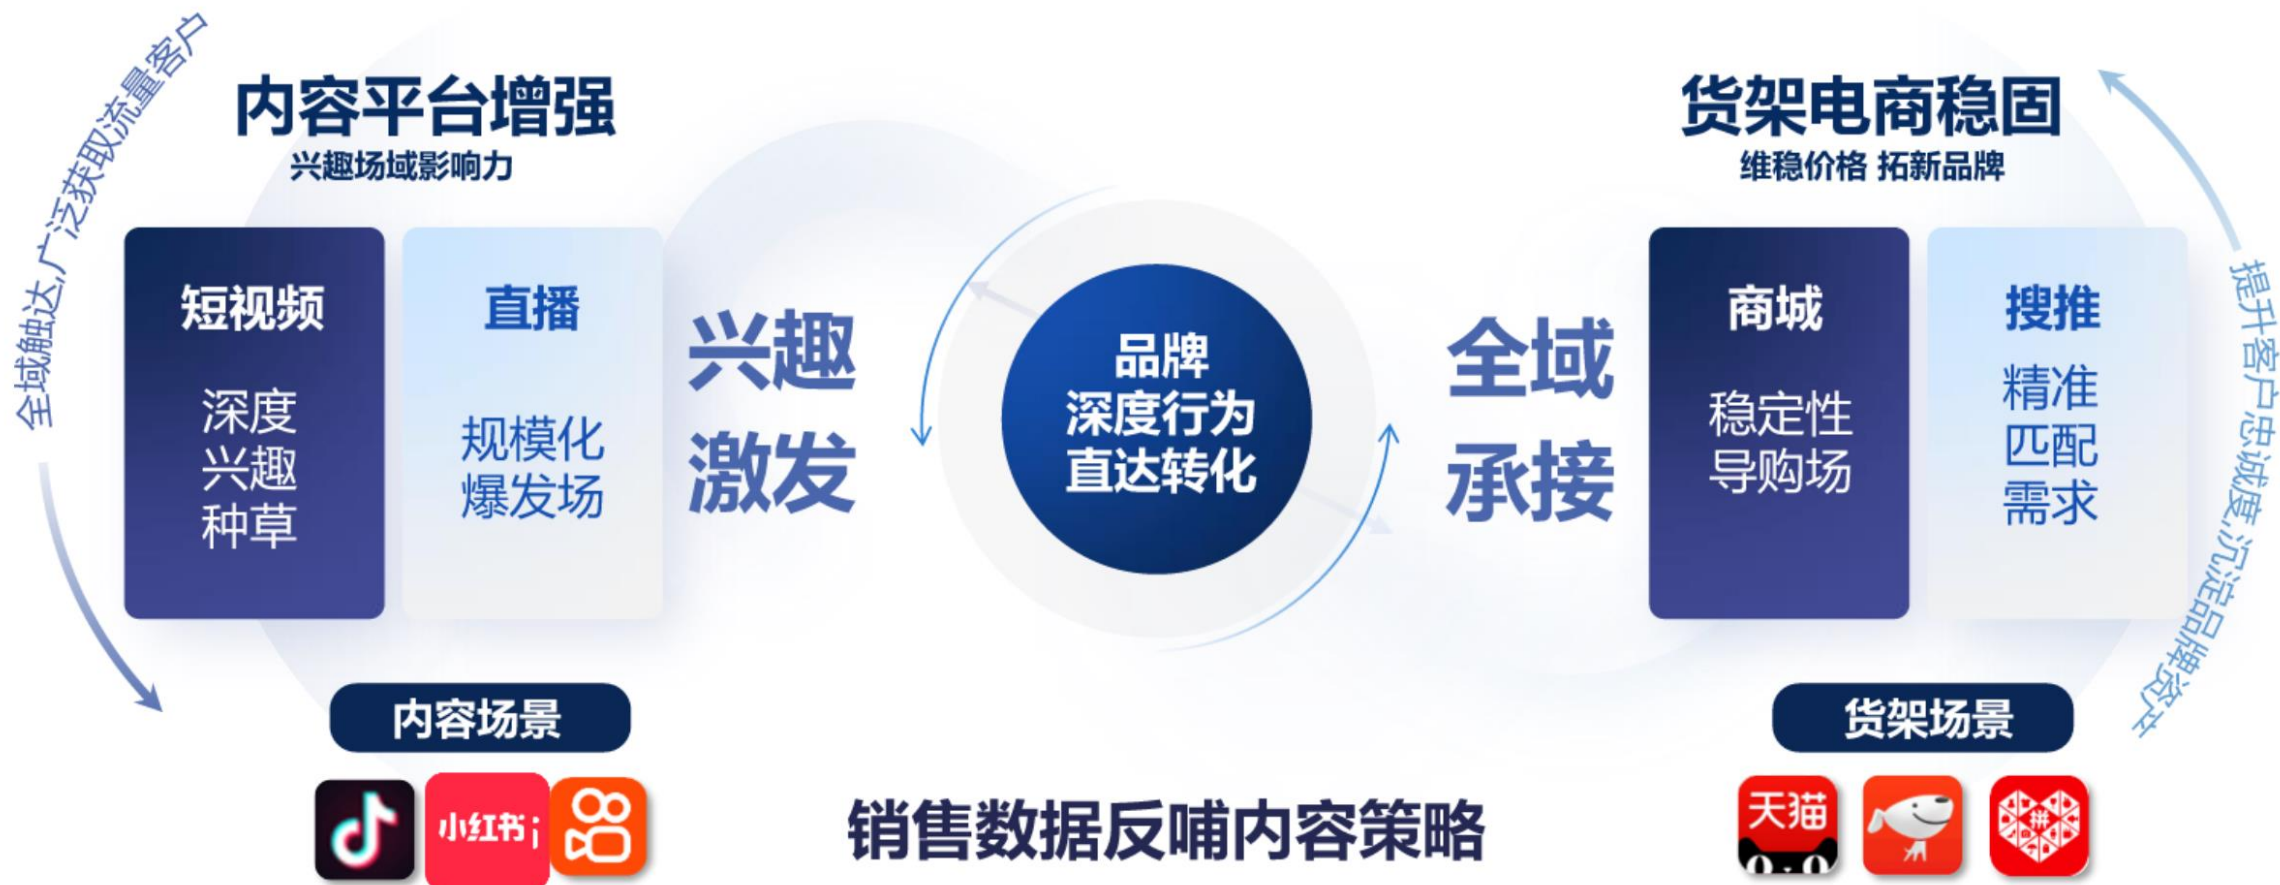 全域触达,广泛获取流量客户
内容平台增强
兴趣场域影响力
短视频
深度
兴趣
种草
直播
规模化
爆发场
兴趣
激发
内容场景
小红书
品牌
深度行为
直达转化
销售数据反哺内容策略
全域
承接
货架电商稳固
维稳价格 拓新品牌
商城
稳定性
导购场
搜推
精准
匹配
需求
货架场景
天猫
拼
提升客户忠诚度,沉淀品牌资产